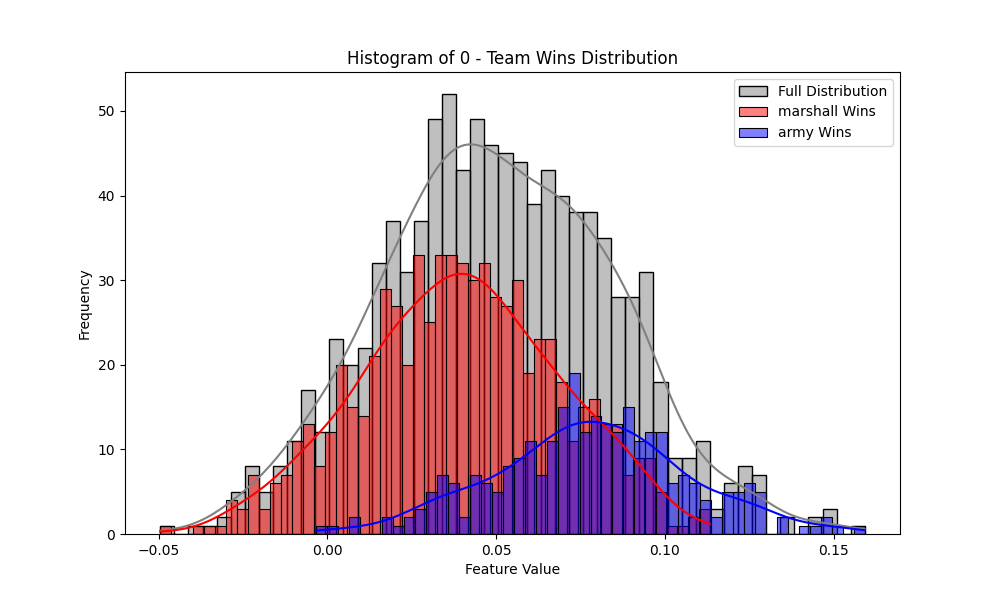 Histogram of 0 - Team Wins Distribution
Full Distribution
marshall Wins
army Wins
Frequency
50
40
30
20
10
0
−0.05
0.00
0.05
0.10
0.15
Feature Value